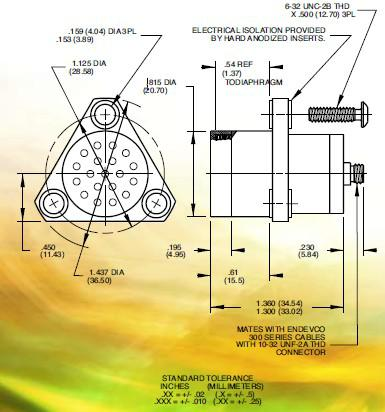 6-32 UNC-2B THD
X .500 (12.70) 3PL
.159 (4.04) DIA 3PL
.153 (3.89)
ELECTRICAL ISOLATION PROVIDED
BY HARD ANODIZED INSERTS.
1.125 DIA
(28.58)
.54 REF
(1.37)
TO DIAPHRAGM
.815 DIA
(20.70)
.450
(11.43)
.195
(4.95)
.230
(5.84)
1.437 DIA
(36.50)
.61
(15.5)
1.360 (34.54)
1.300 (33.02)
MATES WITH ENDEVCO
300 SERIES CABLES
WITH 10-32 UNF-2A THD
CONNECTOR
STANDARD TOLERANCE
INCHES (MILLIMETERS)
.XX = +/- .02 (.X = +/- .5)
.XXX = +/- .010 (.XX = +/- .25)